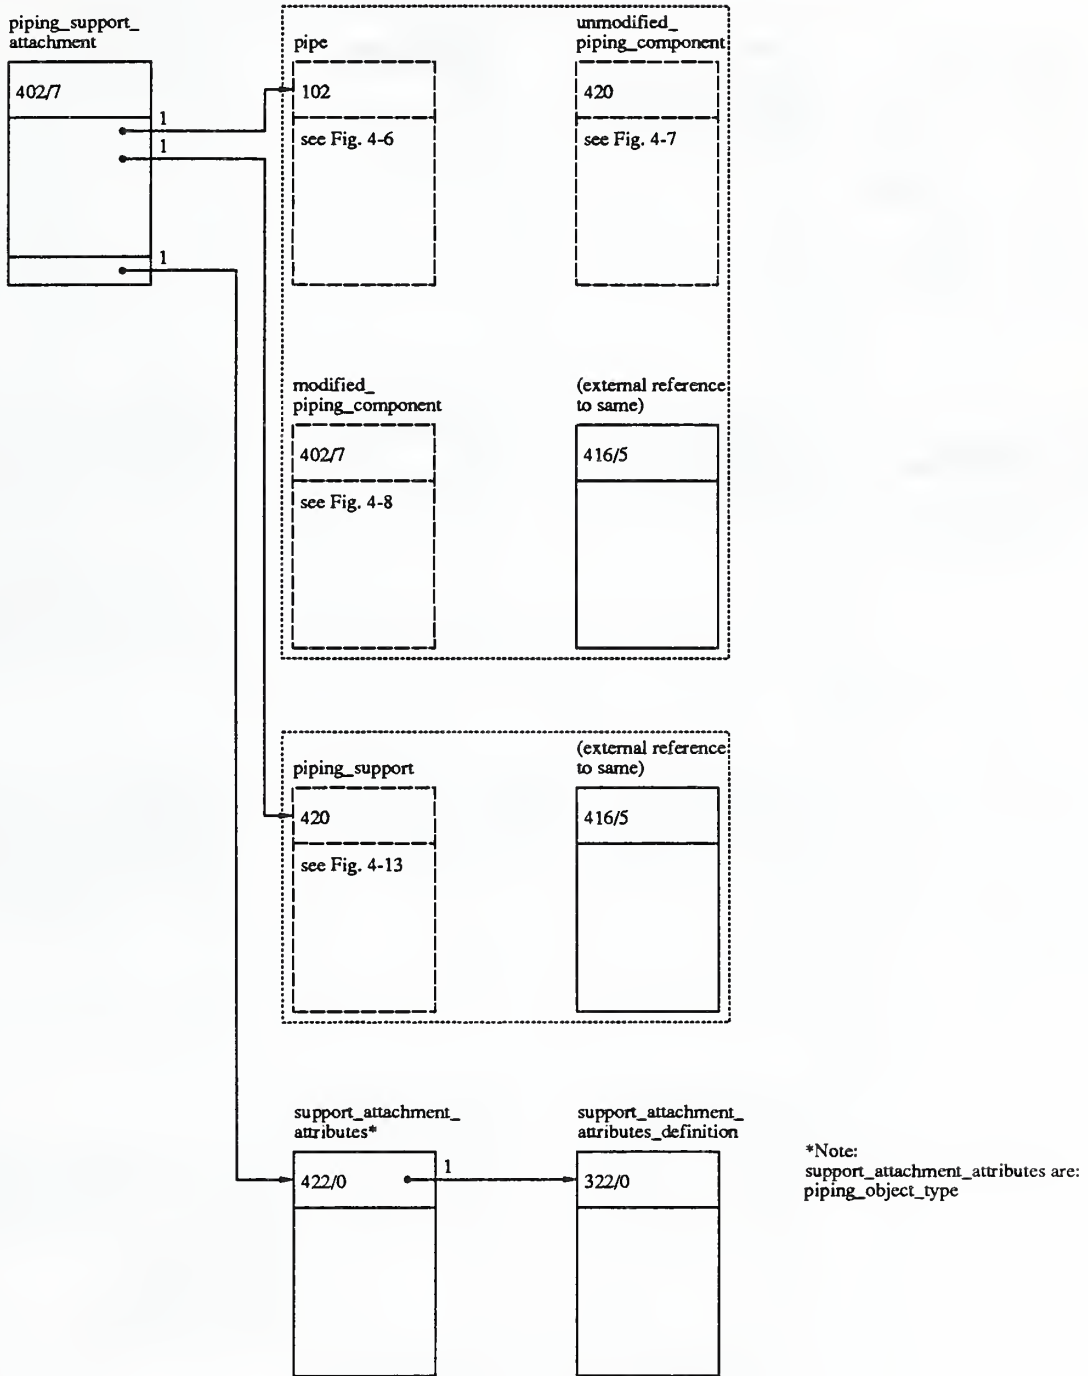 piping_support_
attachment
402/7
1
1
1
pipe
102
see Fig. 4-6
unmodified_
piping_component
420
see Fig. 4-7
modified_
piping_component
402/7
see Fig. 4-8
(external reference
to same)
416/5
piping_support
420
see Fig. 4-13
(external reference
to same)
416/5
support_attachment_
attributes*
422/0
1
support_attachment_
attributes_definition
322/0
*Note:
support_attachment_attributes are:
piping_object_type